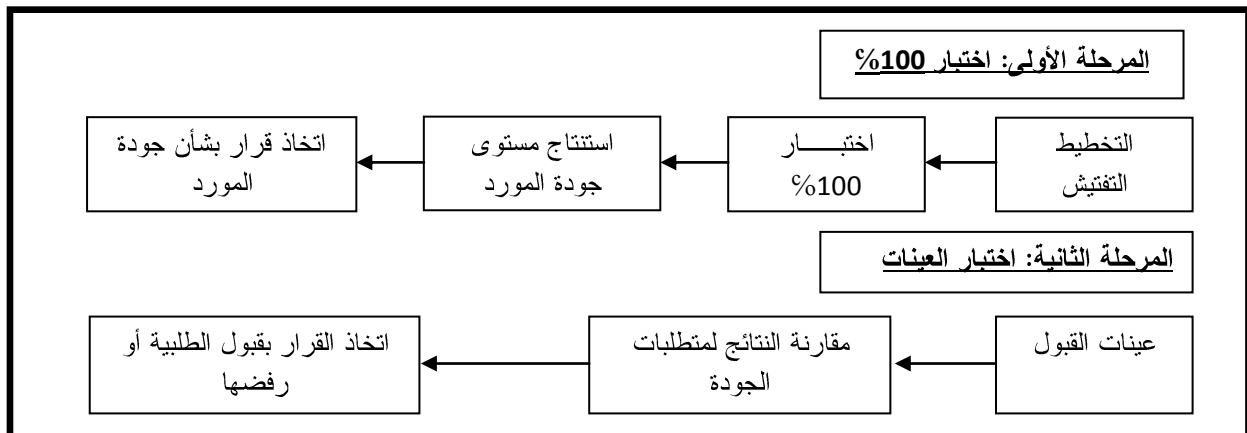 المرحلة الأولى: اختبار 100%
التخطيط
التفتيش
اختبـــــار
100%
استنتاج مستوى
جودة المورد
اتخاذ قرار بشأن جودة
المورد
المرحلة الثانية: اختبار العينات
عينات القبول
مقارنة النتائج لمتطلبات
الجودة
اتخاذ القرار بقبول الطلبية أو
رفضها